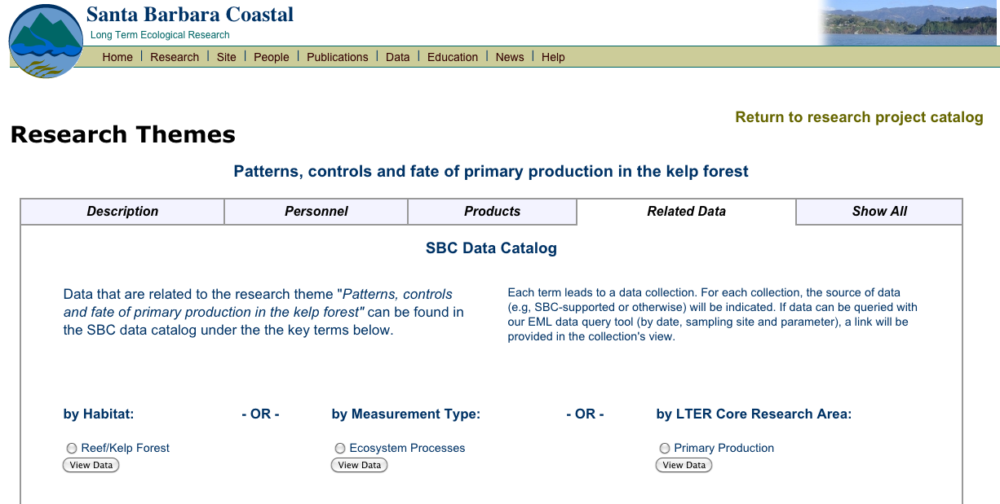 Santa Barbara Coastal
Long Term Ecological Research
Home | Research | Site | People | Publications | Data | Education | News | Help
Return to research project catalog
Research Themes
Patterns, controls and fate of primary production in the kelp forest
Description Personnel Products Related Data Show All
SBC Data Catalog
Data that are related to the research theme "Patterns, controls
and fate of primary production in the kelp forest" can be found in
the SBC data catalog under the the key terms below.
Each term leads to a data collection. For each collection, the source of data
(e.g, SBC-supported or otherwise) will be indicated. If data can be queried with
our EML data query tool (by date, sampling site and parameter), a link will be
provided in the collection's view.
by Habitat: - OR - by Measurement Type: - OR - by LTER Core Research Area:
Reef/Kelp Forest Ecosystem Processes Primary Production
View Data View Data View Data